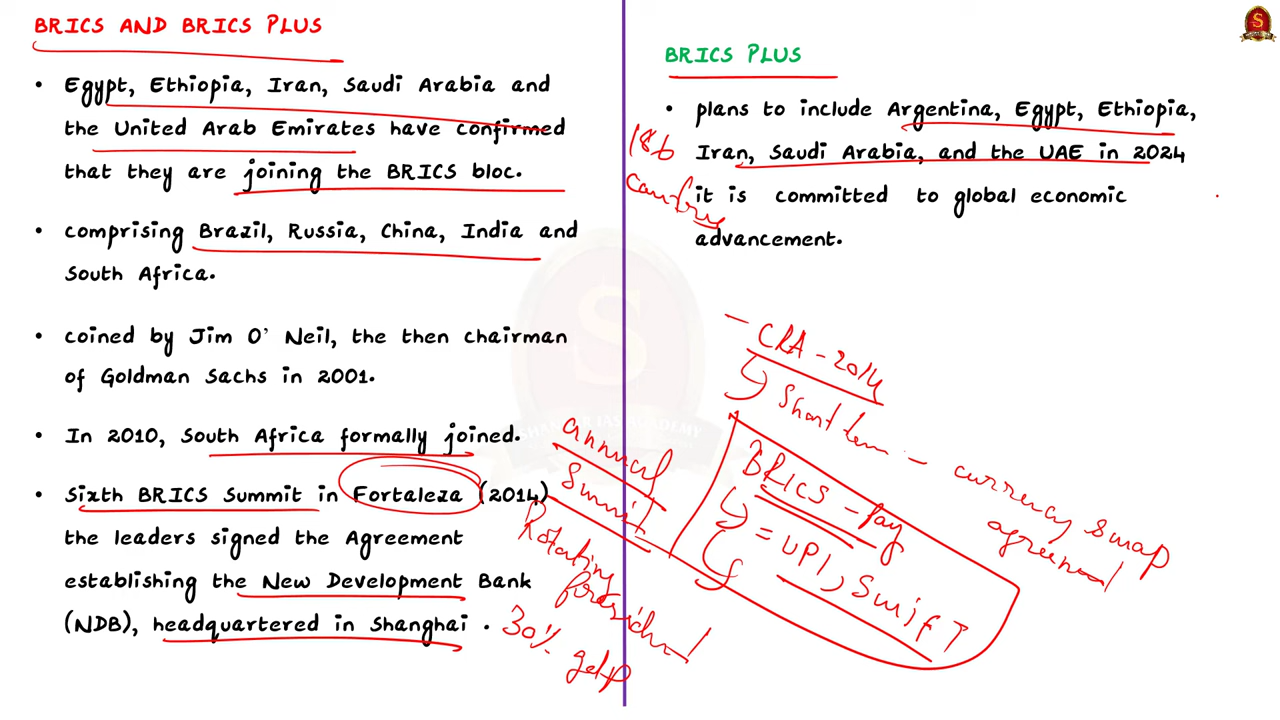 BRICS AND BRICS PLUS
• Egypt, Ethiopia, Iran, Saudi Arabia and
the United Arab Emirates have confirmed
that they are joining the BRICS bloc.
• comprising Brazil, Russia, China, India and
South Africa.
• coined by Jim O' Neil, the then chairman
of Goldman Sachs in 2001.
• In 2010, South Africa formally joined.
• Sixth BRICS Summit in Fortaleza (2014)
the leaders signed the Agreement
establishing the New Development Bank
(NDB), headquartered in Shanghai .
annual
Summit
Rotating
30%
BRICS PLUS
• plans to include Argentina, Egypt, Ethiopia,
Iran, Saudi Arabia, and the UAE in 2024
it is committed to global economic
advancement.
- CRA - 2014
Short term - currency swap
agreement
BRICS - Pay
= UPI, Swift